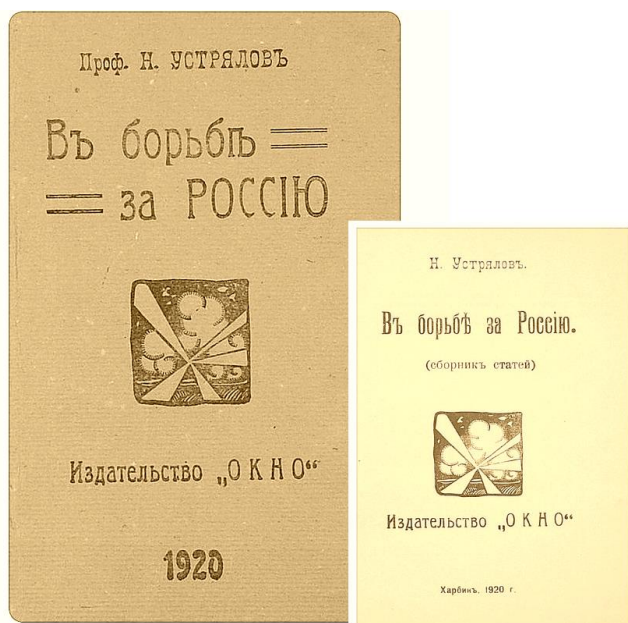 Проф. Н. УСТРЯЛОВЪ
Въ борьбѣ
за РОССІЮ
Издательство „ОКНО“
1920
Н. Устряловъ.
Въ борьбѣ за Россію.
(сборникъ статей)
Издательство „ОКНО“
Харбинъ, 1920 г.